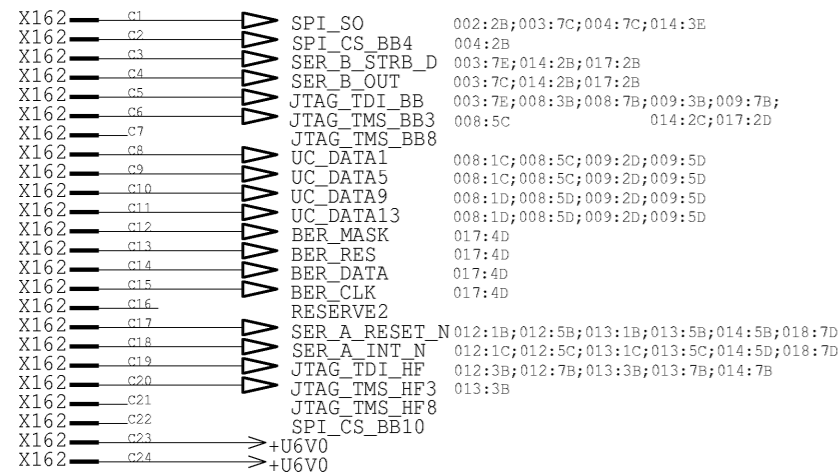 X162 C1 SPI_SO 002:2B;003:7C;004:7C;014:3E
X162 C2 SPI_CS_BB4 004:2B
X162 C3 SER_B_STRB_D 003:7E;014:2B;017:2B
X162 C4 SER_B_OUT 003:7C;014:2B;017:2B
X162 C5 JTAG_TDI_BB 003:7E;008:3B;008:7B;009:3B;009:7B;
X162 C6 JTAG_TMS_BB3 008:5C 014:2C;017:2D
X162 C7 JTAG_TMS_BB8
X162 C8 UC_DATA1 008:1C;008:5C;009:2D;009:5D
X162 C9 UC_DATA5 008:1C;008:5C;009:2D;009:5D
X162 C10 UC_DATA9 008:1D;008:5D;009:2D;009:5D
X162 C11 UC_DATA13 008:1D;008:5D;009:2D;009:5D
X162 C12 BER_MASK 017:4D
X162 C13 BER_RES 017:4D
X162 C14 BER_DATA 017:4D
X162 C15 BER_CLK 017:4D
X162 C16 RESERVE2
X162 C17 SER_A_RESET_N 012:1B;012:5B;013:1B;013:5B;014:5B;018:7D
X162 C18 SER_A_INT_N 012:1C;012:5C;013:1C;013:5C;014:5D;018:7D
X162 C19 JTAG_TDI_HF 012:3B;012:7B;013:3B;013:7B;014:7B
X162 C20 JTAG_TMS_HF3 013:3B
X162 C21 JTAG_TMS_HF8
X162 C22 SPI_CS_BB10
X162 C23 +U6V0
X162 C24 +U6V0